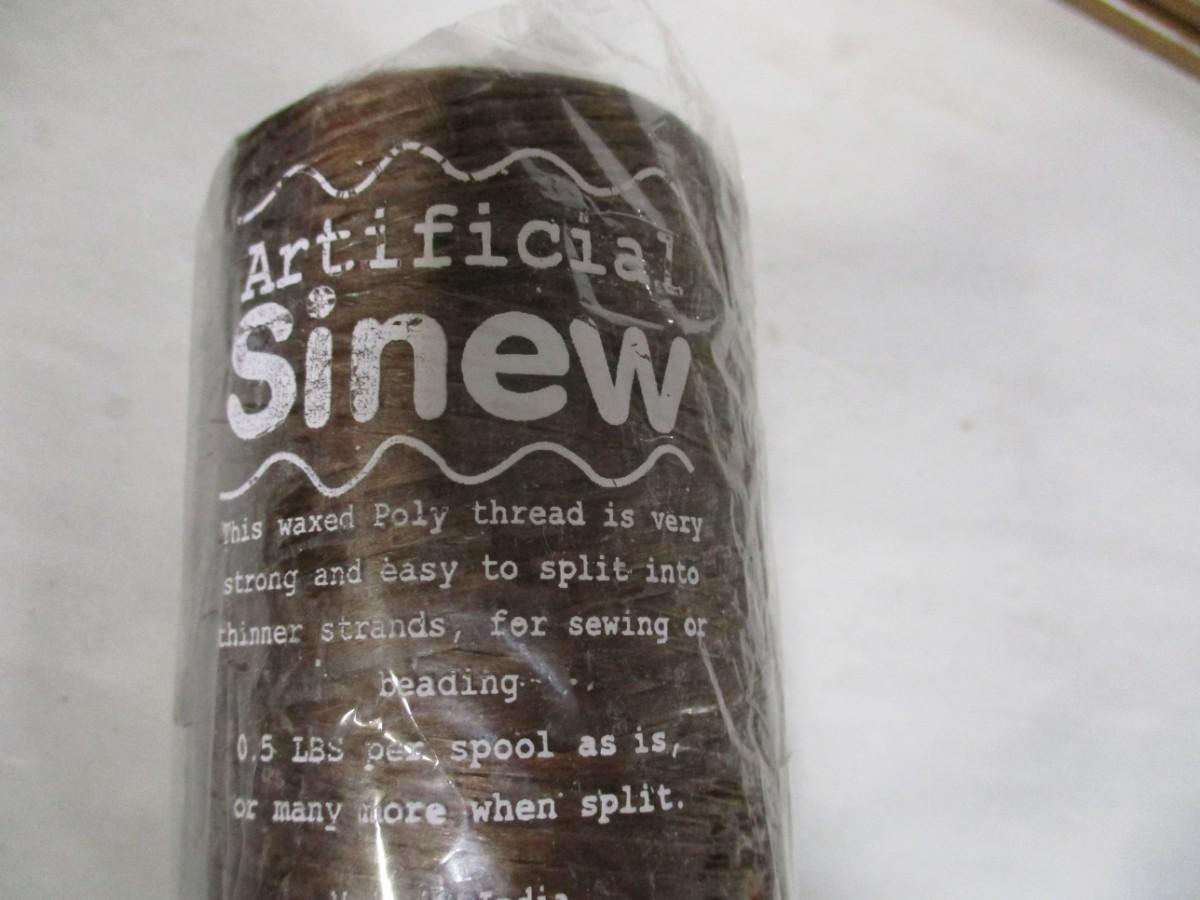 Artificial
Sinew
This waxed Poly thread is very
strong and easy to split into
thinner strands, for sewing or
beading
0.5 LBS per spool as is,
or many more when split.
India